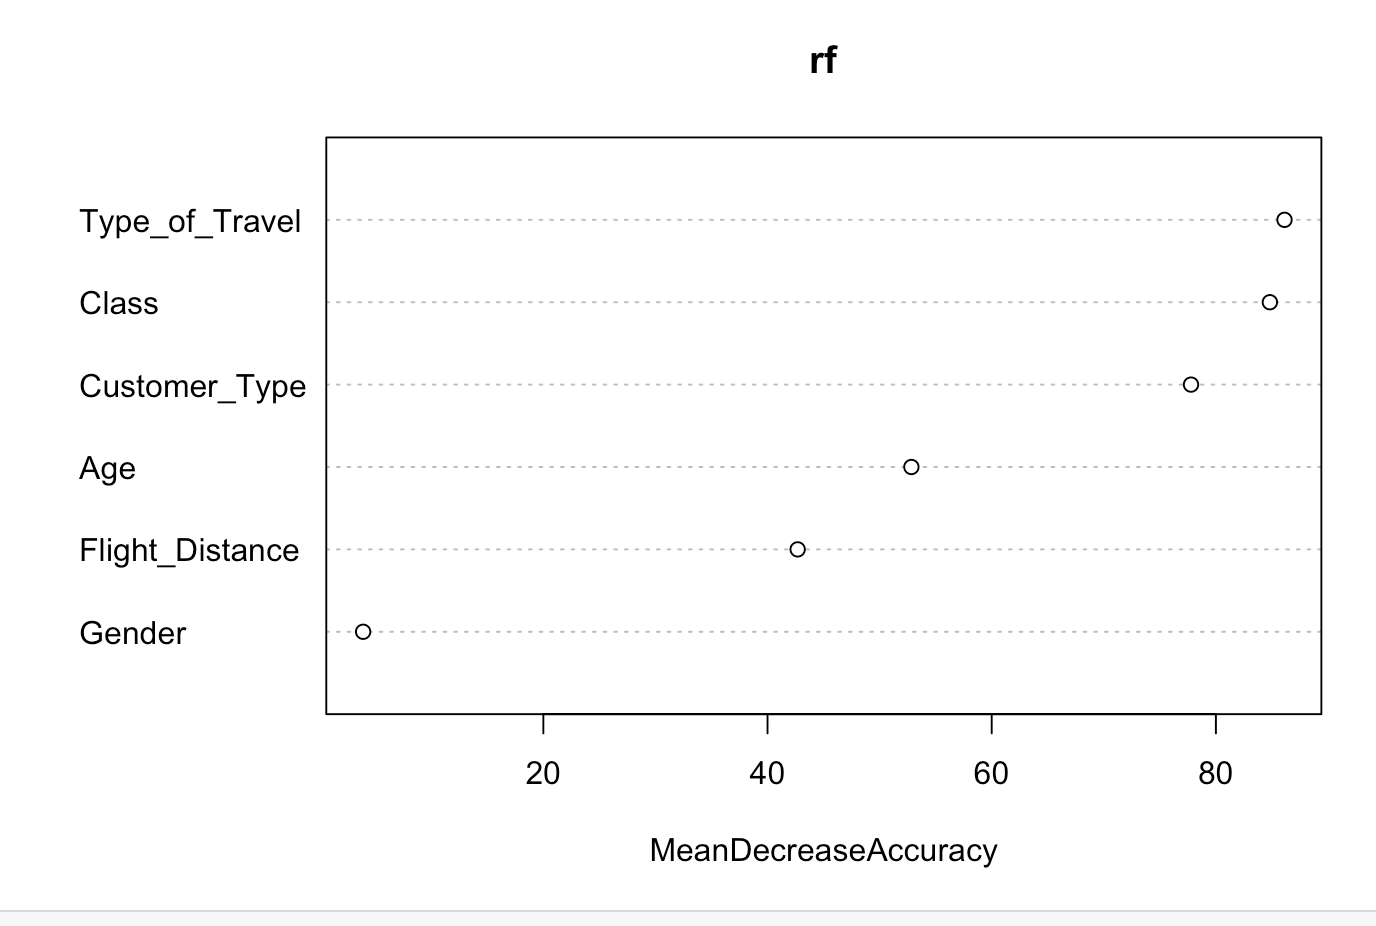 rf
Type_of_Travel
Class
Customer_Type
Age
Flight_Distance
Gender
20 40 60 80
MeanDecreaseAccuracy